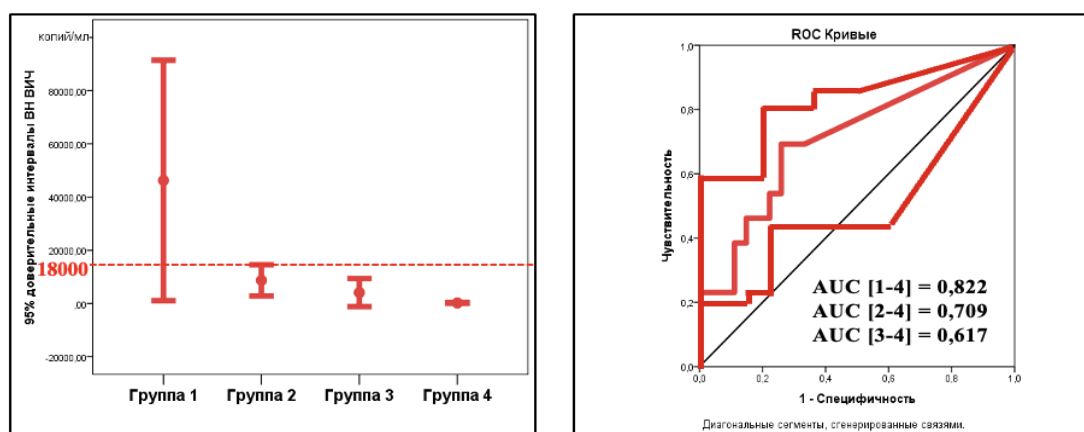 копий/мл
80000,00
60000,00
40000,00
20000,00
18000
,00
-20000,00
95% доверительные интервалы ВН ВИЧ
Группа 1 Группа 2 Группа 3 Группа 4
ROC Кривые
1,0
0,8
0,6
0,4
0,2
0,0
Чувствительность
AUC [1-4] = 0,822
AUC [2-4] = 0,709
AUC [3-4] = 0,617
0,0 0,2 0,4 0,6 0,8 1,0
1 - Специфичность
Диагональные сегменты, сгенерированные связями.